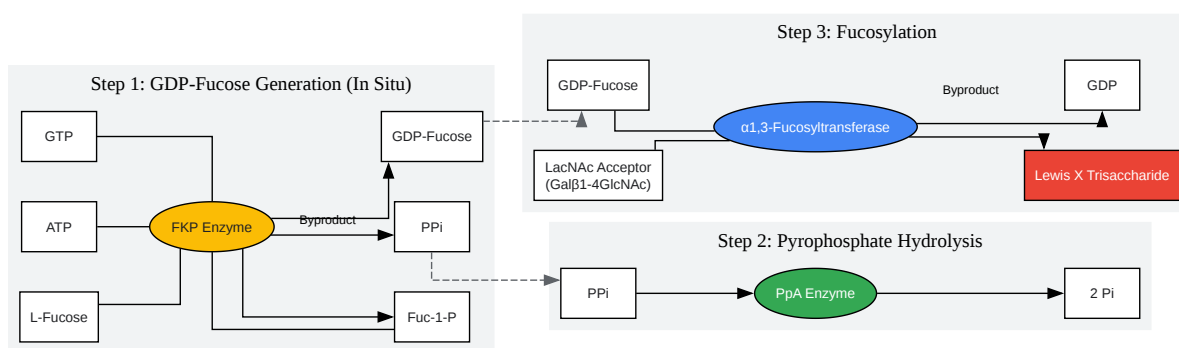 Step 1: GDP-Fucose Generation (In Situ)
GTP
GDP-Fucose
ATP
FKP Enzyme
Byproduct
PPi
L-Fucose
Fuc-1-P
Step 3: Fucosylation
GDP-Fucose
Byproduct
GDP
α1,3-Fucosyltransferase
LacNAc Acceptor
(Galβ1-4GlcNAc)
Lewis X Trisaccharide
Step 2: Pyrophosphate Hydrolysis
PPi
PpA Enzyme
2 Pi